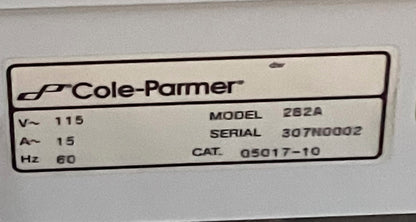 Cole-Parmer®
V~ 115 MODEL 282A
A~ 15 SERIAL 307N0002
Hz 60 CAT. 05017-10